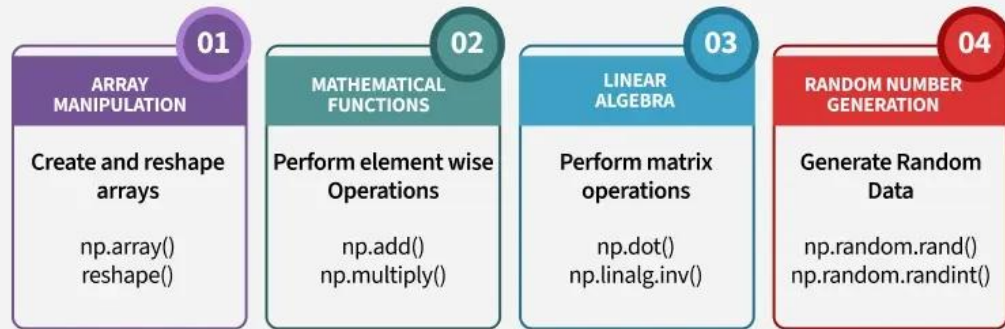 01
ARRAY
MANIPULATION
Create and reshape
arrays
np.array()
reshape()
02
MATHEMATICAL
FUNCTIONS
Perform element wise
Operations
np.add()
np.multiply()
03
LINEAR
ALGEBRA
Perform matrix
operations
np.dot()
np.linalg.inv()
04
RANDOM NUMBER
GENERATION
Generate Random
Data
np.random.rand()
np.random.randint()